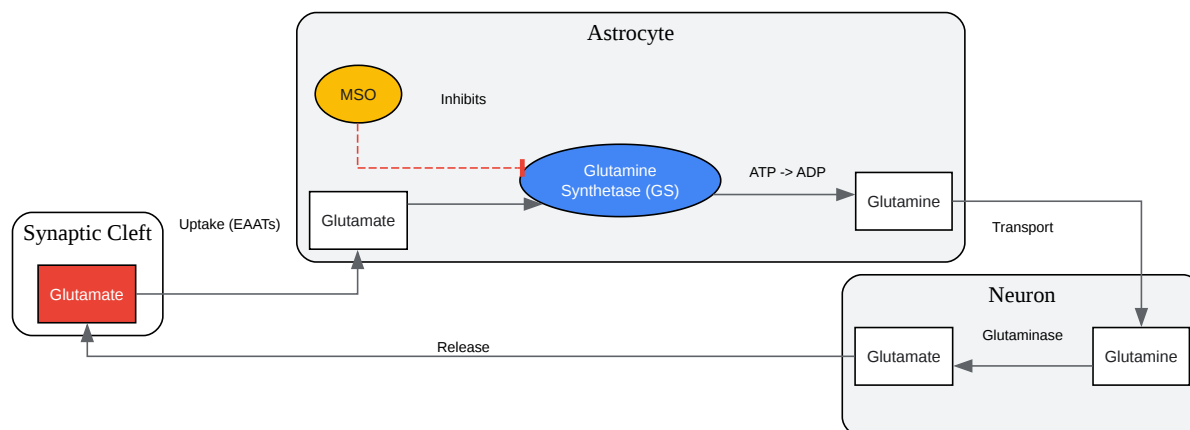 Astrocyte
MSO
Inhibits
Glutamine
Synthetase (GS)
ATP -> ADP
Glutamine
Glutamate
Uptake (EAATs)
Transport
Synaptic Cleft
Glutamate
Neuron
Glutaminase
Release
Glutamate
Glutamine